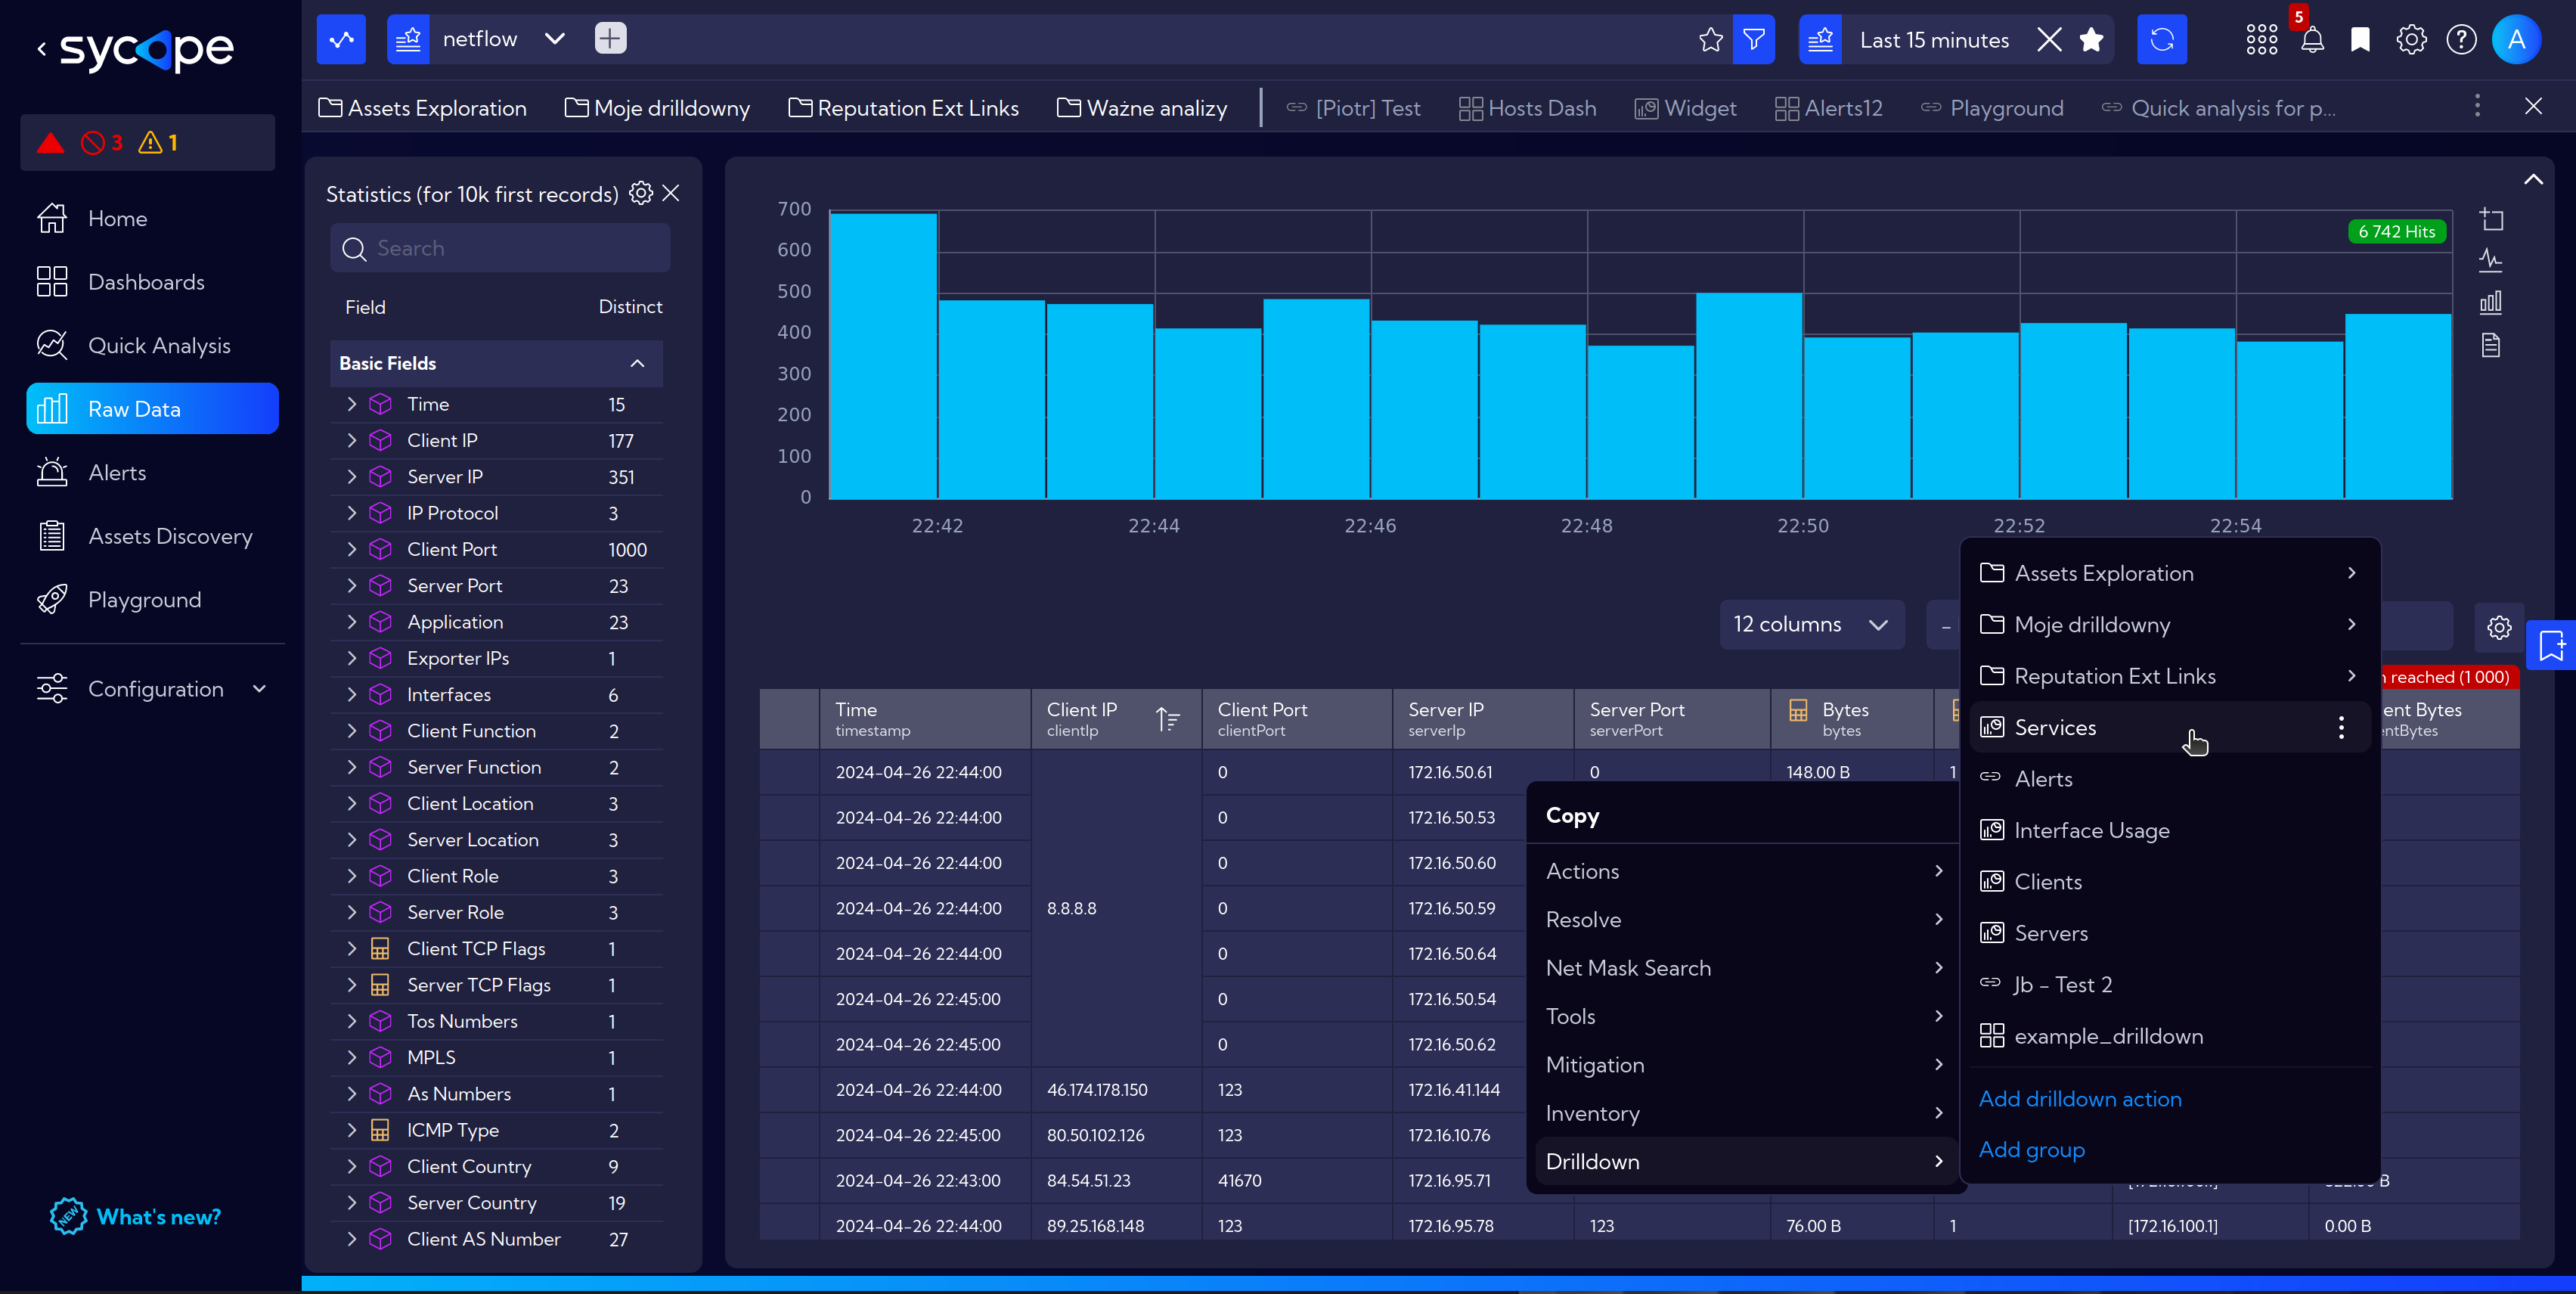 sycope
netflow
Last 15 minutes
5
A
Assets Exploration
Moje drilldowny
Reputation Ext Links
Ważne analizy
[Piotr] Test
Hosts Dash
Widget
Alerts12
Playground
Quick analysis for p...
3
1
Home
Dashboards
Quick Analysis
Raw Data
Alerts
Assets Discovery
Playground
Configuration
NEW
What's new?
Statistics (for 10k first records)
Search
Field Distinct
Basic Fields
Time 15
Client IP 177
Server IP 351
IP Protocol 3
Client Port 1000
Server Port 23
Application 23
Exporter IPs 1
Interfaces 6
Client Function 2
Server Function 2
Client Location 3
Server Location 3
Client Role 3
Server Role 3
Client TCP Flags 1
Server TCP Flags 1
Tos Numbers 1
MPLS 1
As Numbers 1
ICMP Type 2
Client Country 9
Server Country 19
Client AS Number 27
700
600
500
400
300
200
100
0
6 742 Hits
22:42 22:44 22:46 22:48 22:50 22:52 22:54
12 columns
–
reached (1 000)
Time Client IP Client Port Server IP Server Port Bytes ent Bytes
timestamp clientIp clientPort serverIp serverPort bytes entBytes
2024-04-26 22:44:00 0 172.16.50.61 0 148.00 B 1
2024-04-26 22:44:00 0 172.16.50.53
2024-04-26 22:44:00 0 172.16.50.60
2024-04-26 22:44:00 8.8.8.8 0 172.16.50.59
2024-04-26 22:44:00 0 172.16.50.64
2024-04-26 22:45:00 0 172.16.50.54
2024-04-26 22:45:00 0 172.16.50.62
2024-04-26 22:44:00 46.174.178.150 123 172.16.41.144
2024-04-26 22:45:00 80.50.102.126 123 172.16.10.76
2024-04-26 22:43:00 84.54.51.23 41670 172.16.95.71
2024-04-26 22:44:00 89.25.168.148 123 172.16.95.78 123 76.00 B 1 [172.16.100.1] 0.00 B
Copy
Actions
Resolve
Net Mask Search
Tools
Mitigation
Inventory
Drilldown
Assets Exploration
Moje drilldowny
Reputation Ext Links
Services
Alerts
Interface Usage
Clients
Servers
Jb - Test 2
example_drilldown
Add drilldown action
Add group